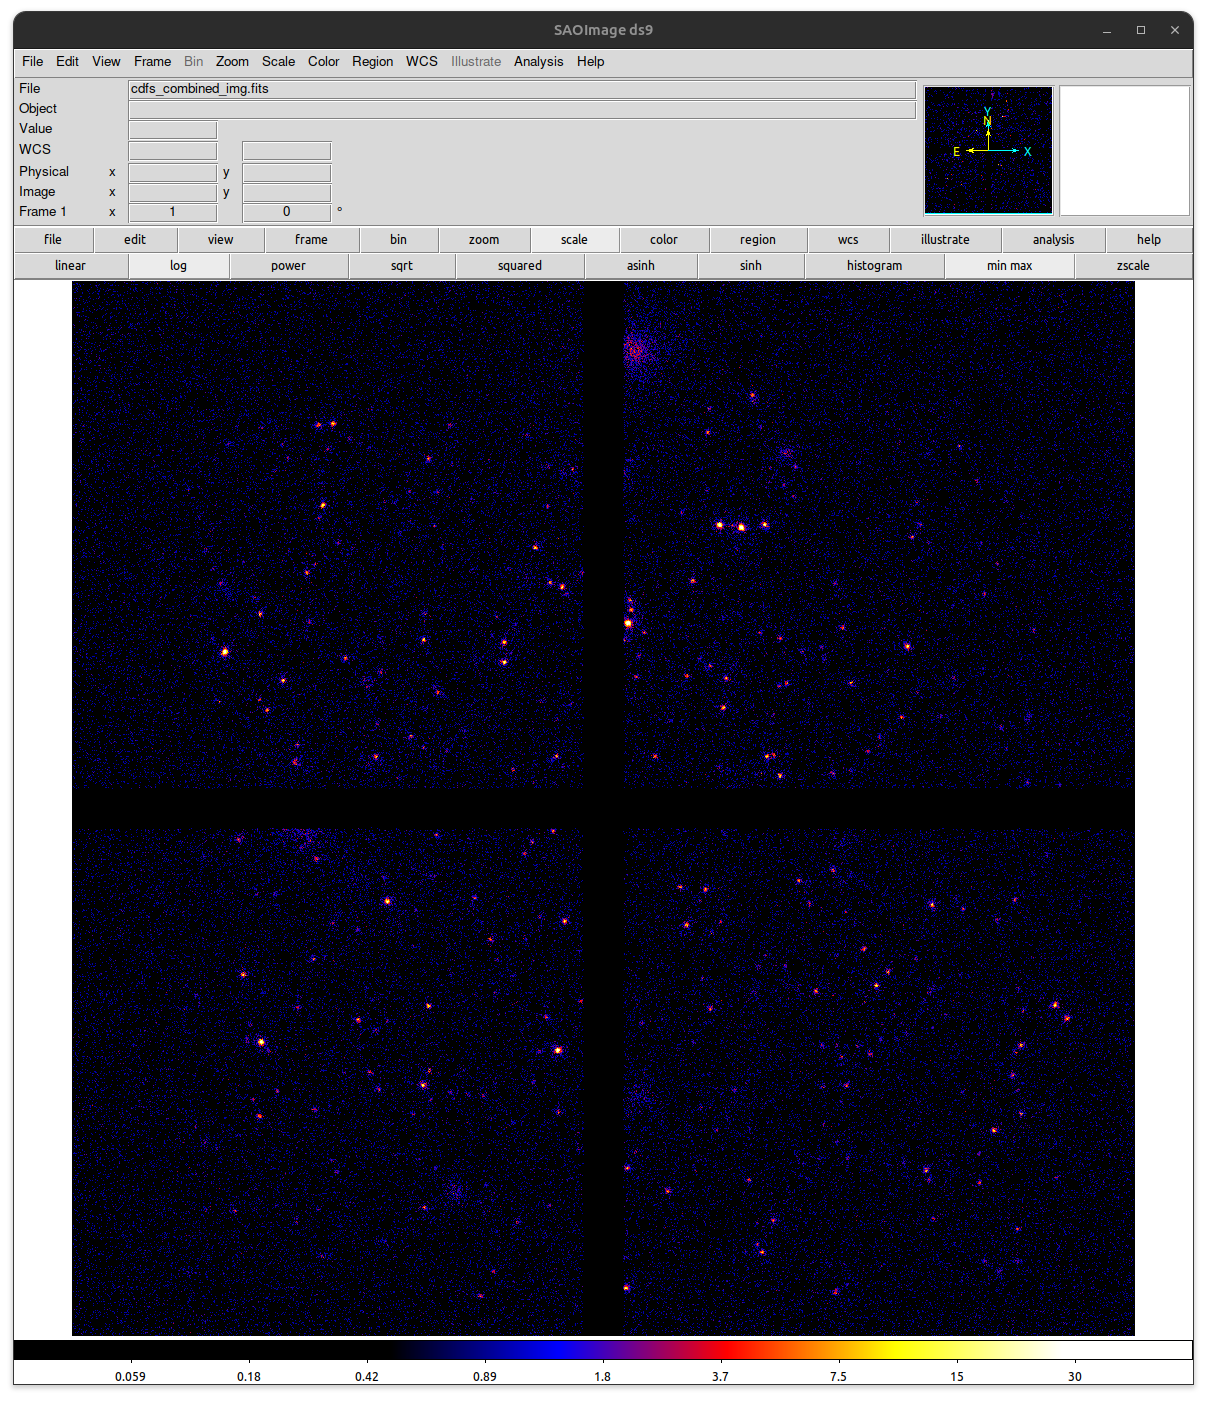 SAOImage ds9
File Edit View Frame Bin Zoom Scale Color Region WCS Illustrate Analysis Help
File cdfs_combined_img.fits
Object
Value
WCS
Physical x y
Image x y
Frame 1 x 1 0 °
Y
N
E X
file edit view frame bin zoom scale color region wcs illustrate analysis help
linear log power sqrt squared asinh sinh histogram min max zscale
0.059 0.18 0.42 0.89 1.8 3.7 7.5 15 30